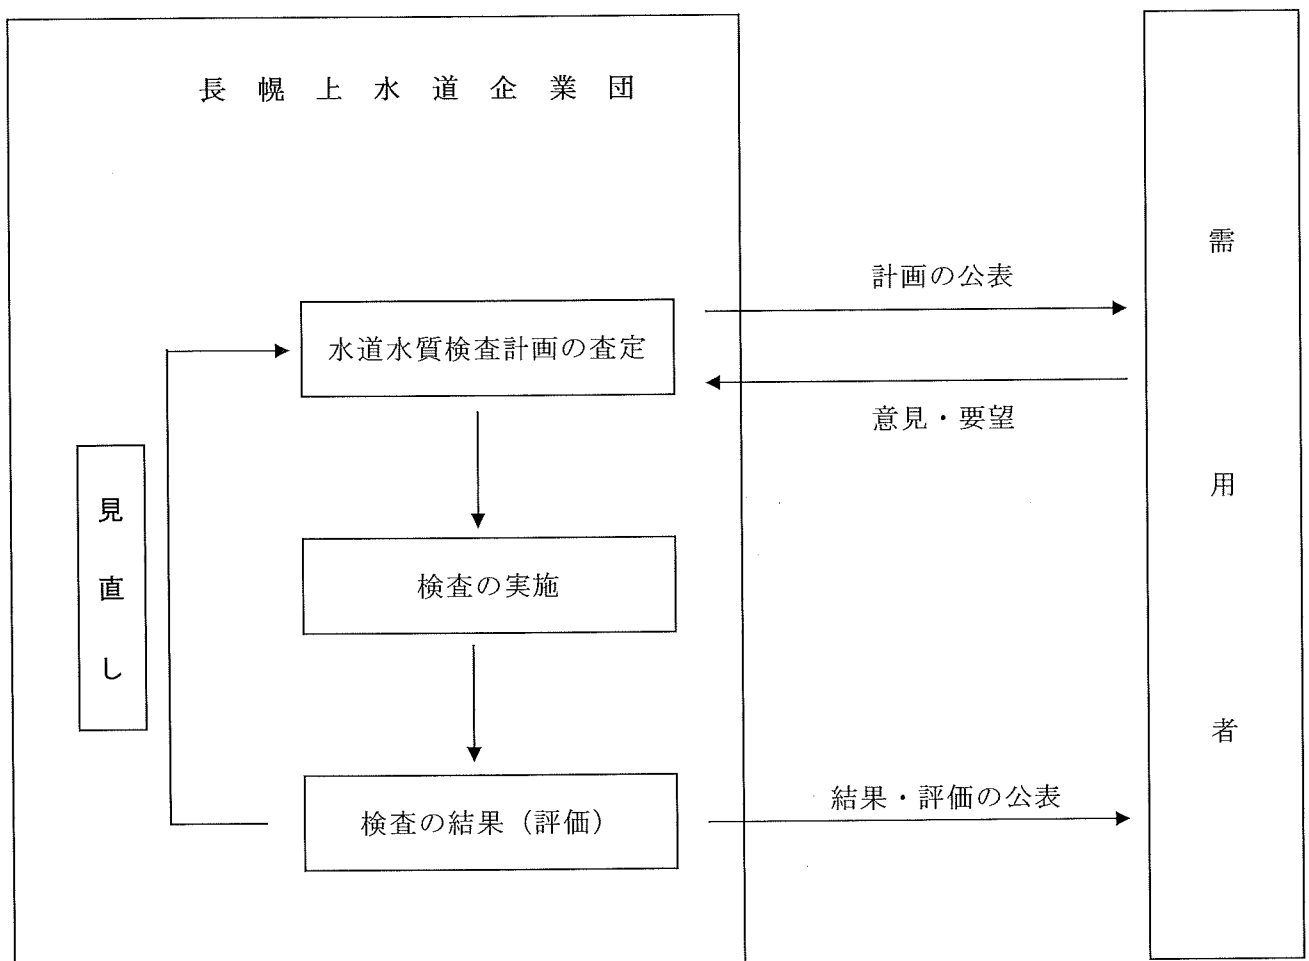 長幌上水道企業団
計画の公表
水道水質検査計画の査定
意見・要望
見直し
検査の実施
検査の結果（評価）
結果・評価の公表
需用者